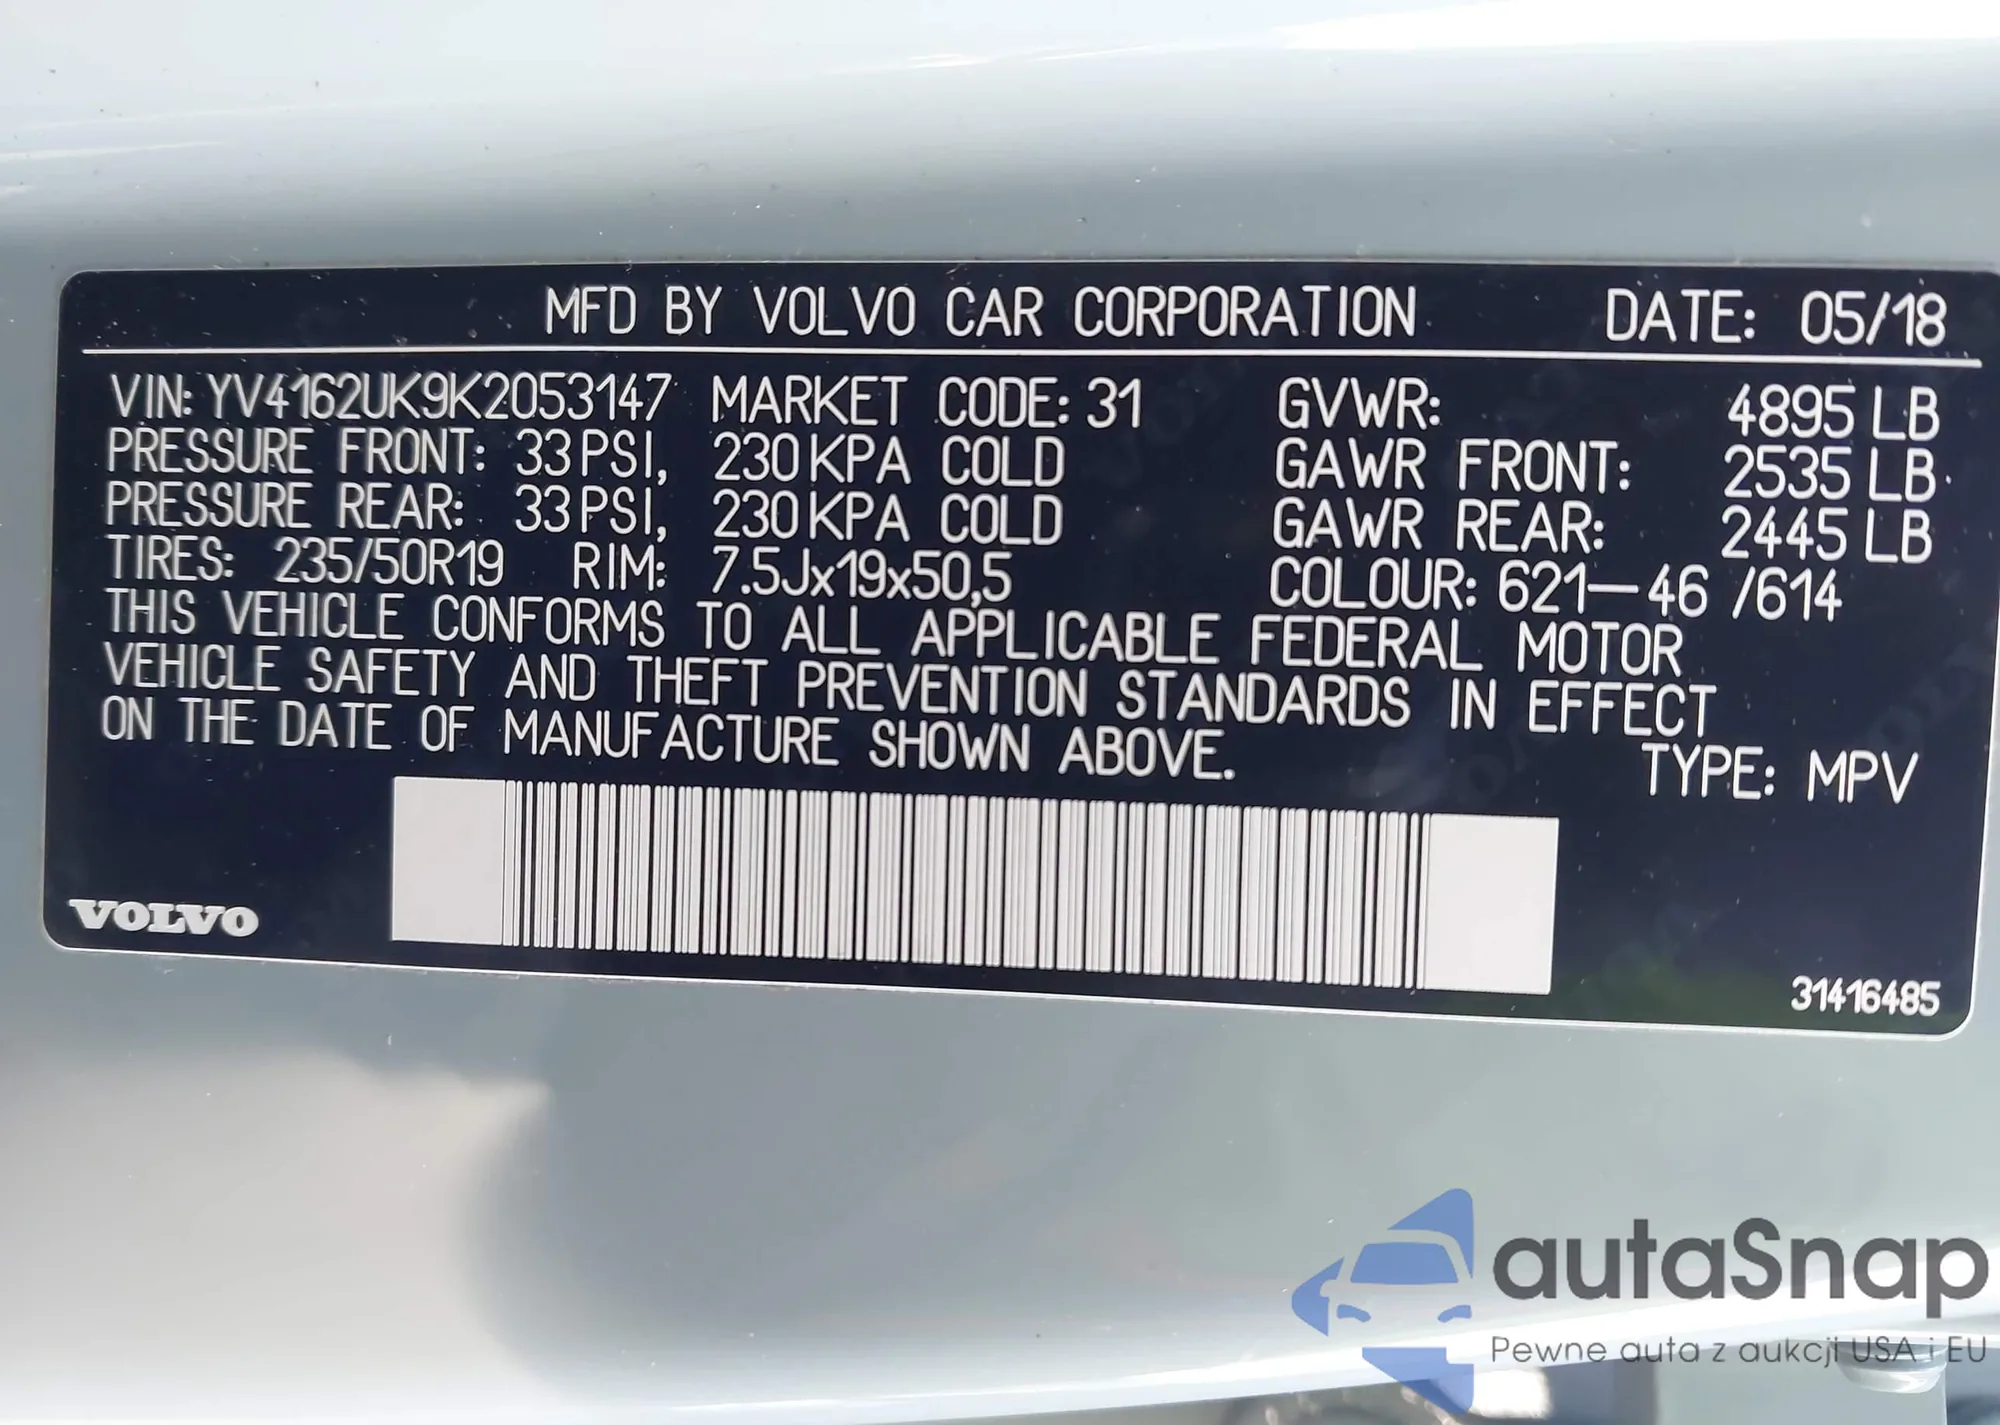 MFD BY VOLVO CAR CORPORATION DATE: 05/18
VIN: YV4162UK9K2053147 MARKET CODE: 31 GVWR: 4895 LB
PRESSURE FRONT: 33 PSI, 230 KPA COLD GAWR FRONT: 2535 LB
PRESSURE REAR: 33 PSI, 230 KPA COLD GAWR REAR: 2445 LB
TIRES: 235/50R19 RIM: 7.5Jx19x50,5 COLOUR: 621-46 /614
THIS VEHICLE CONFORMS TO ALL APPLICABLE FEDERAL MOTOR
VEHICLE SAFETY AND THEFT PREVENTION STANDARDS IN EFFECT
ON THE DATE OF MANUFACTURE SHOWN ABOVE.
TYPE: MPV
VOLVO
31416485
autaSnap
Pewne auta z aukcji USA i EU